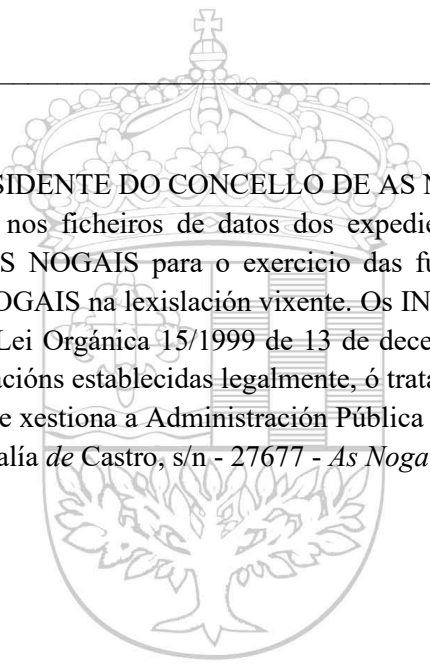 SIDENTE DO CONCELLO DE AS N
nos ficheiros de datos dos expedie
S NOGAIS para o exercicio das fu
OGAIS na lexislación vixente. Os IN
Lei Orgánica 15/1999 de 13 de dece
acións establecidas legalmente, ó trata
e xestiona a Administración Pública
alía de Castro, s/n - 27677 - As Noga